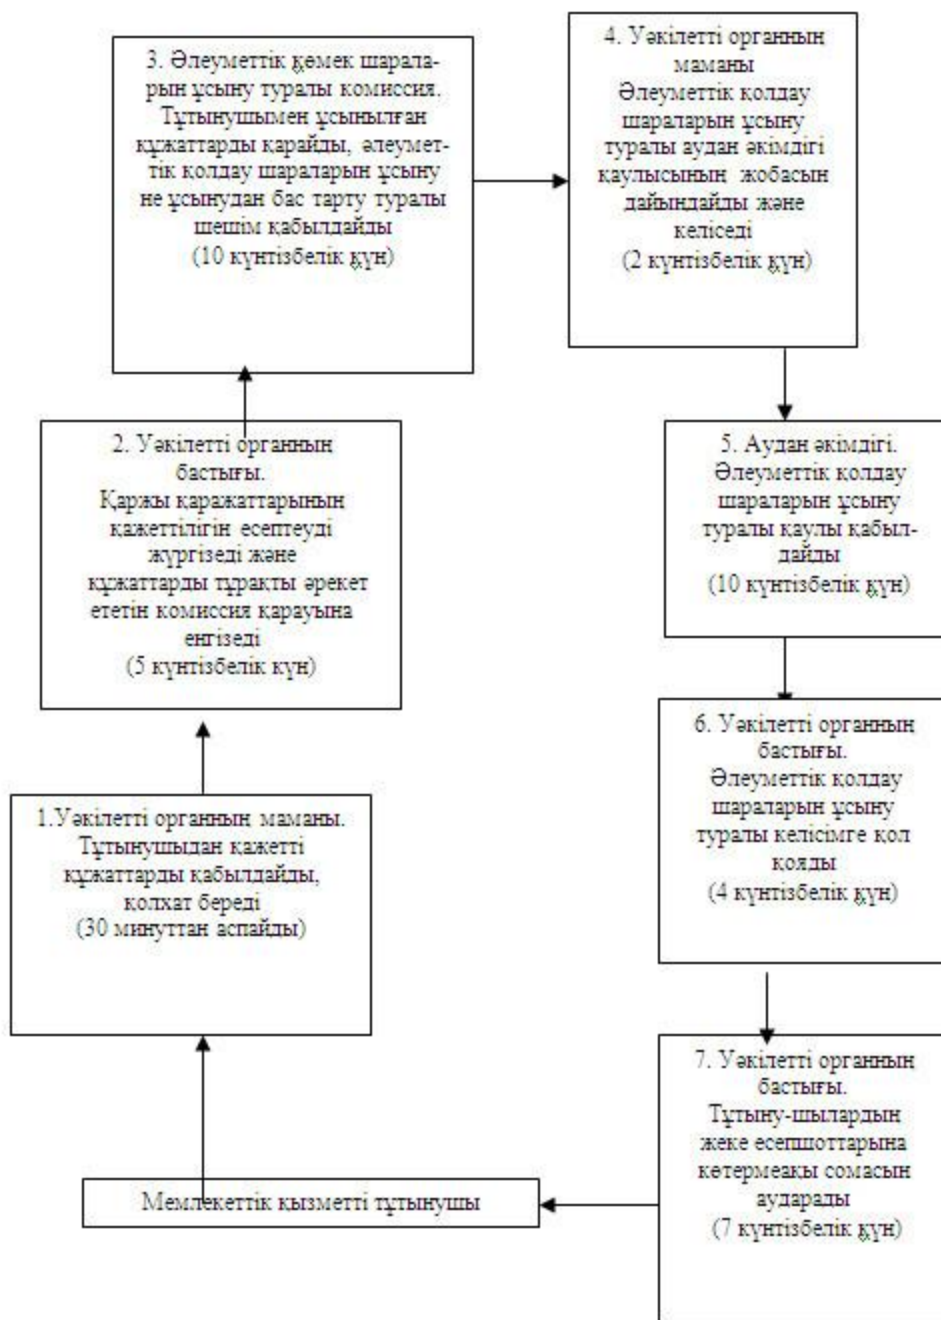 3. Әлеуметтік көмек шарала-
рын ұсыну туралы комиссия.
Тұтынушымен ұсынылған
құжаттарды қарайды, әлеумет-
тік қолдау шараларын ұсыну
не ұсынудан бас тарту туралы
шешім қабылдайды
(10 күнтізбелік күн)
4. Уәкілетті органнын
маманы
Әлеуметтік қолдау
шараларын ұсыну
туралы аудан әкімдігі
қаулысының жобасын
дайындайды және
келіседі
(2 күнтізбелік күн)
2. Уәкілетті органнын
бастығы.
Қаржы қаражаттарының
қажеттілігін есептеуді
жүргізеді және
құжаттарды тұрақты әрекет
ететін комиссия қарауына
енгізеді
(5 күнтізбелік күн)
5. Аудан әкімдігі.
Әлеуметтік қолдау
шараларын ұсыну
туралы қаулы қабыл-
дайды
(10 күнтізбелік күн)
6. Уәкілетті органнын
бастығы.
Әлеуметтік қолдау
шараларын ұсыну
туралы келісімге қол
қояды
(4 күнтізбелік күн)
1.Уәкілетті органнын маманы.
Тұтынушыдан қажетті
құжаттарды қабылдайды,
қолхат береді
(30 минуттан аспайды)
7. Уәкілетті органнын
бастығы.
Тұтыну-шылардын
жеке есепшоттарына
көтермеақы сомасын
аударады
(7 күнтізбелік күн)
Мемлекеттік қызметті тұтынушы